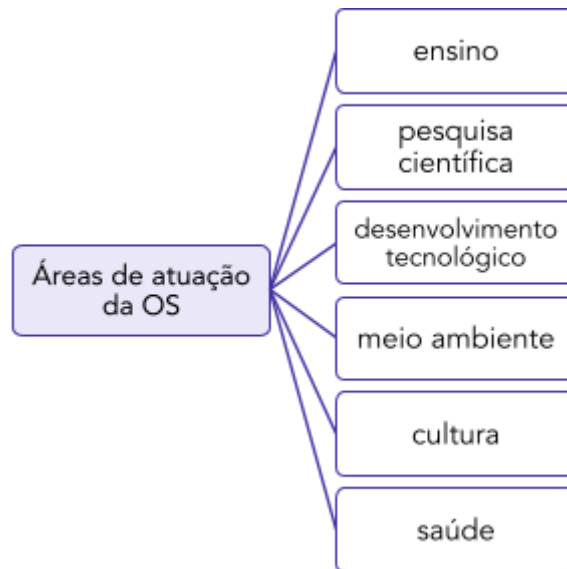 Áreas de atuação
da OS
ensino
pesquisa
científica
desenvolvimento
tecnológico
meio ambiente
cultura
saúde